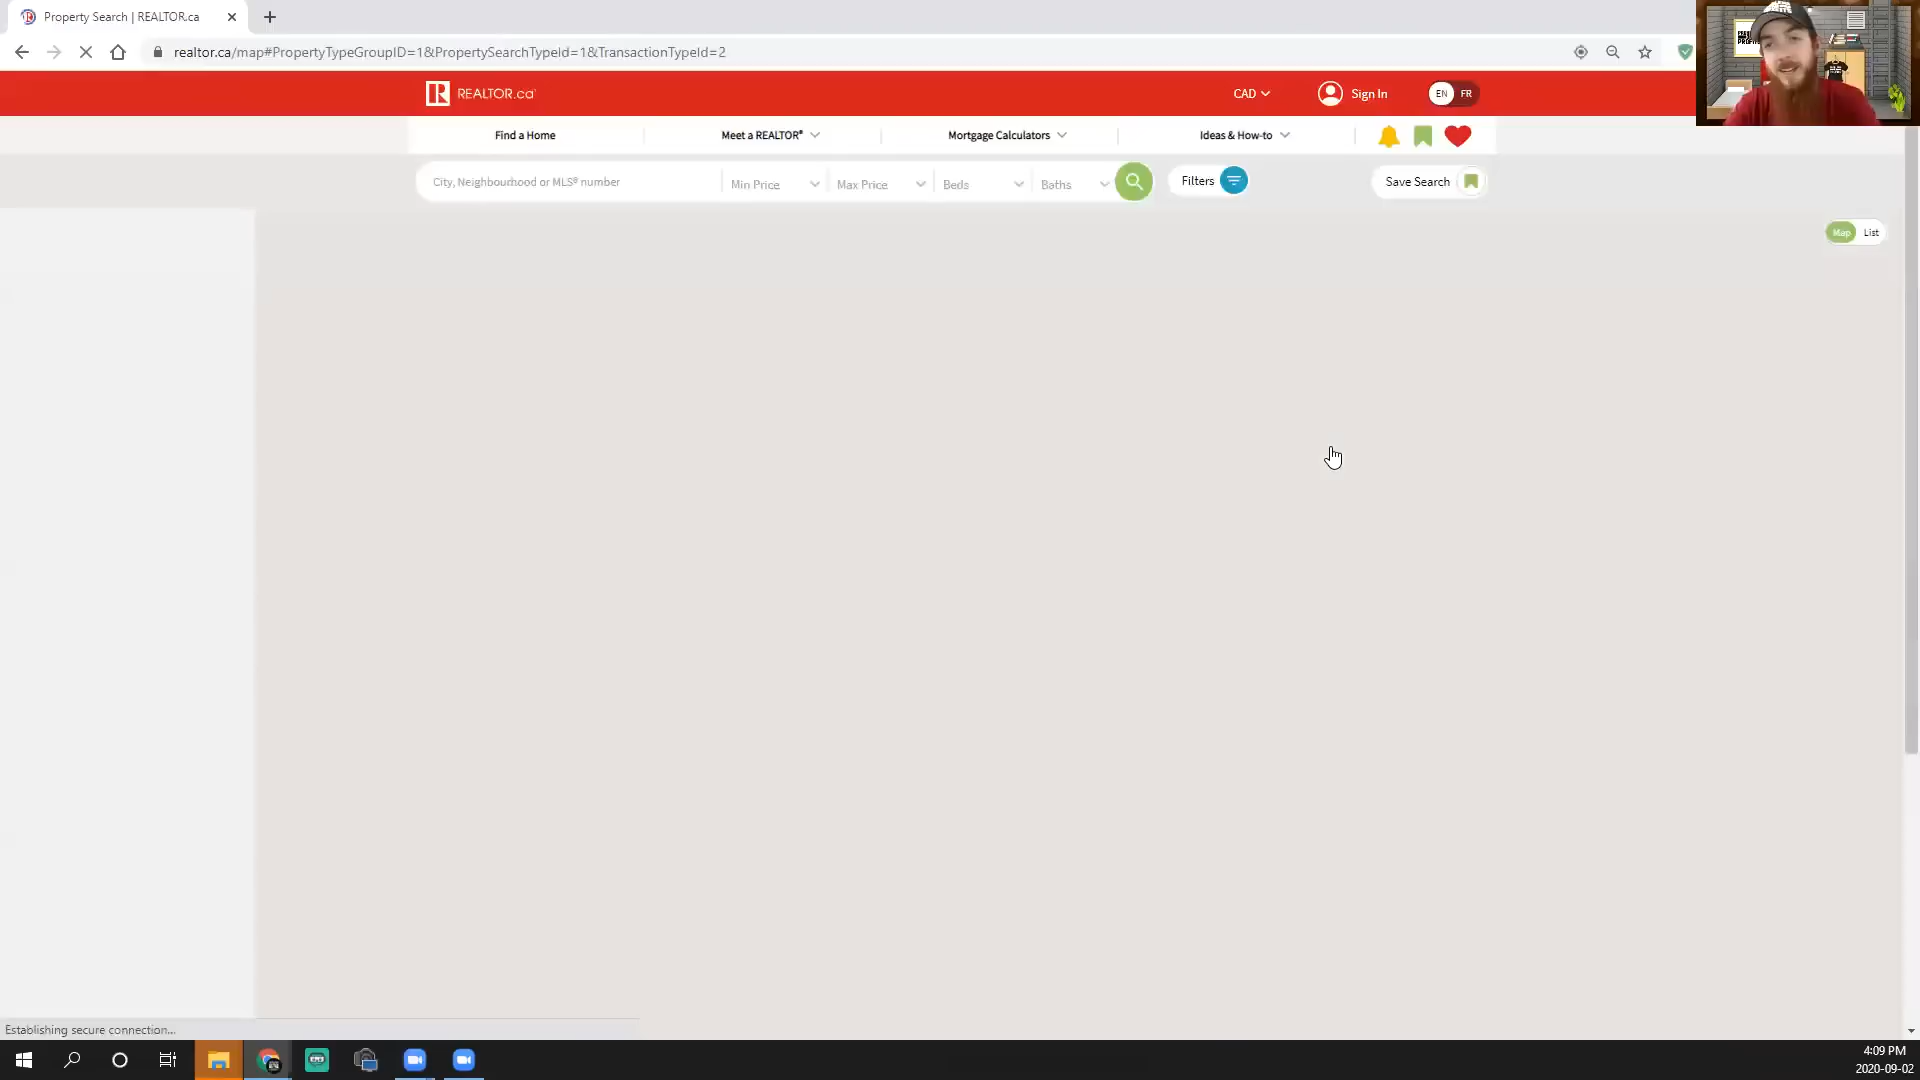 Property Search | REALTOR.ca
realtor.ca/map#PropertyTypeGroupID=1&PropertySearchTypeId=1&TransactionTypeId=2
REALTOR.ca
CAD
Sign In
EN FR
Find a Home
Meet a REALTOR®
Mortgage Calculators
Ideas & How-to
City, Neighbourhood or MLS® number
Min Price
Max Price
Beds
Baths
Filters
Save Search
Map List
Establishing secure connection...
4:09 PM
2020-09-02